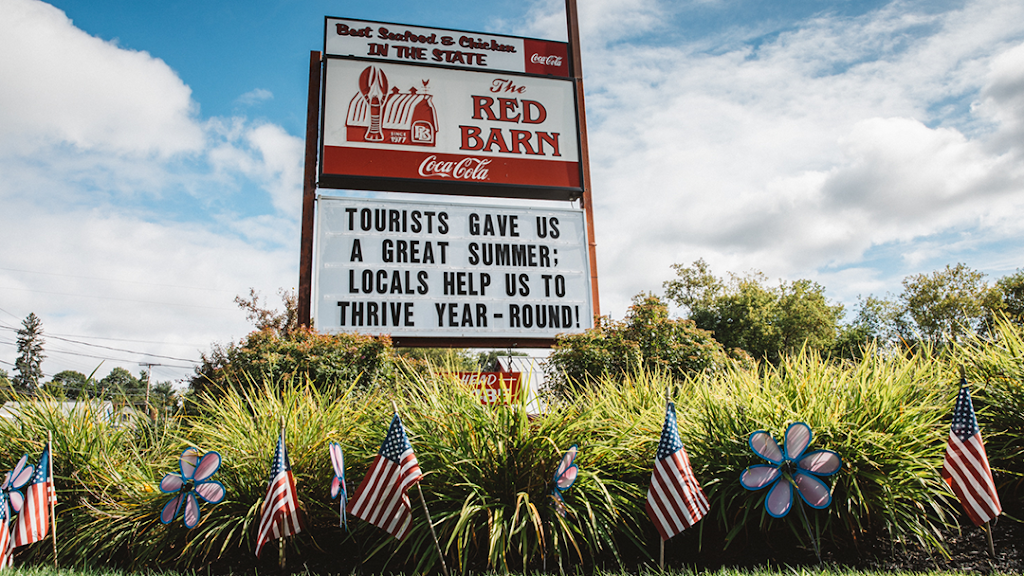 Best Seafood & Chicken
IN THE STATE
Coca-Cola
The
RED
BARN
SINCE
1977
RB
Coca-Cola
TOURISTS GAVE US
A GREAT SUMMER;
LOCALS HELP US TO
THRIVE YEAR-ROUND!